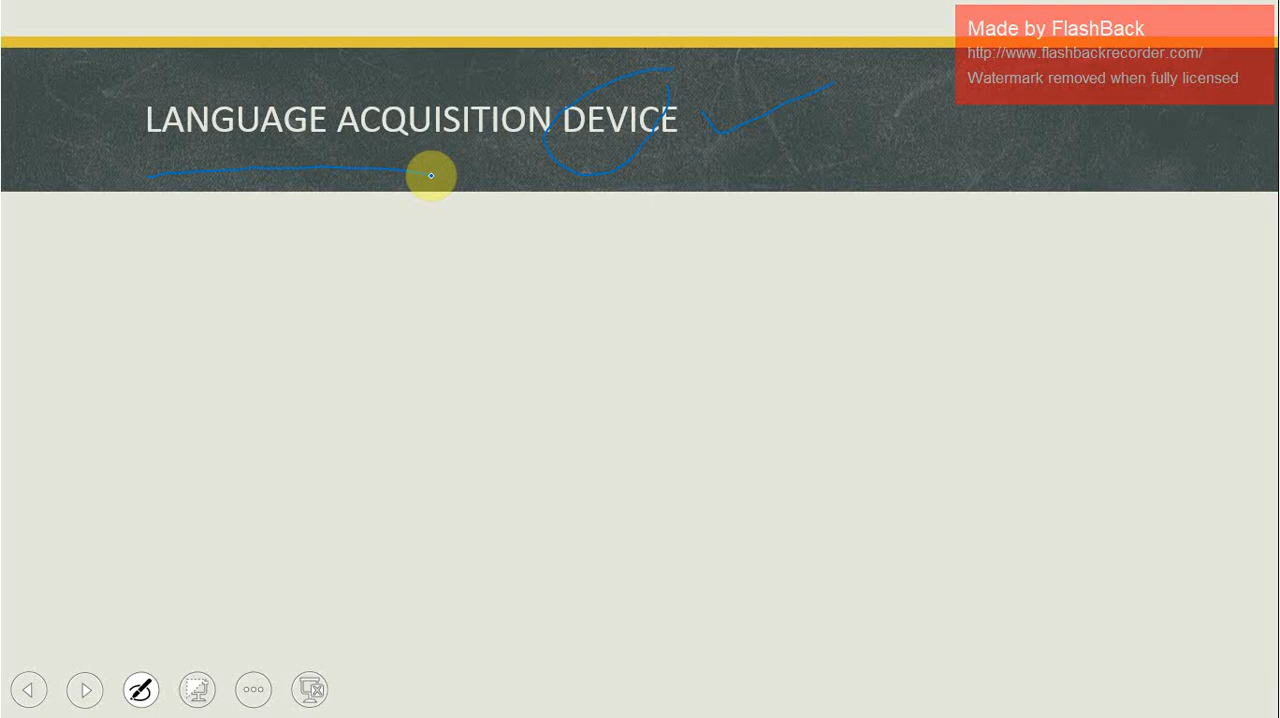 Made by FlashBack
http://www.flashbackrecorder.com/
Watermark removed when fully licensed
LANGUAGE ACQUISITION DEVICE